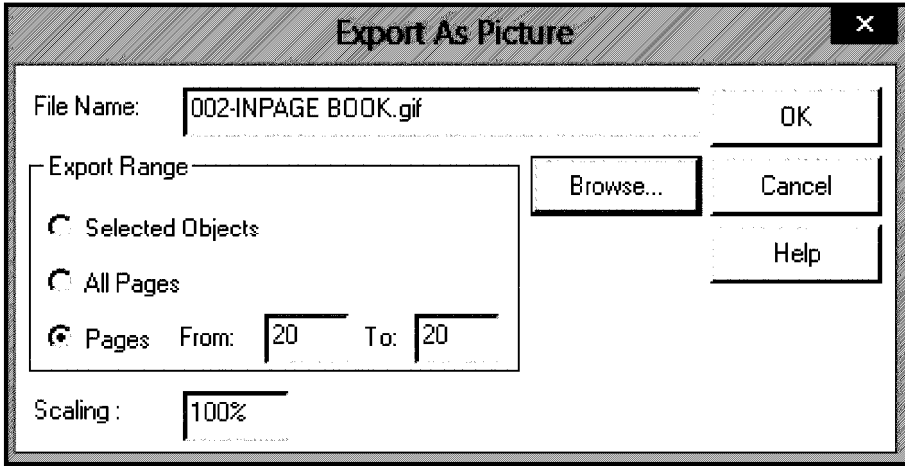 Export As Picture
File Name: 002-INPAGE BOOK.gif OK
Export Range
Browse... Cancel
Selected Objects
Help
All Pages
Pages From: 20 To: 20
Scaling : 100%